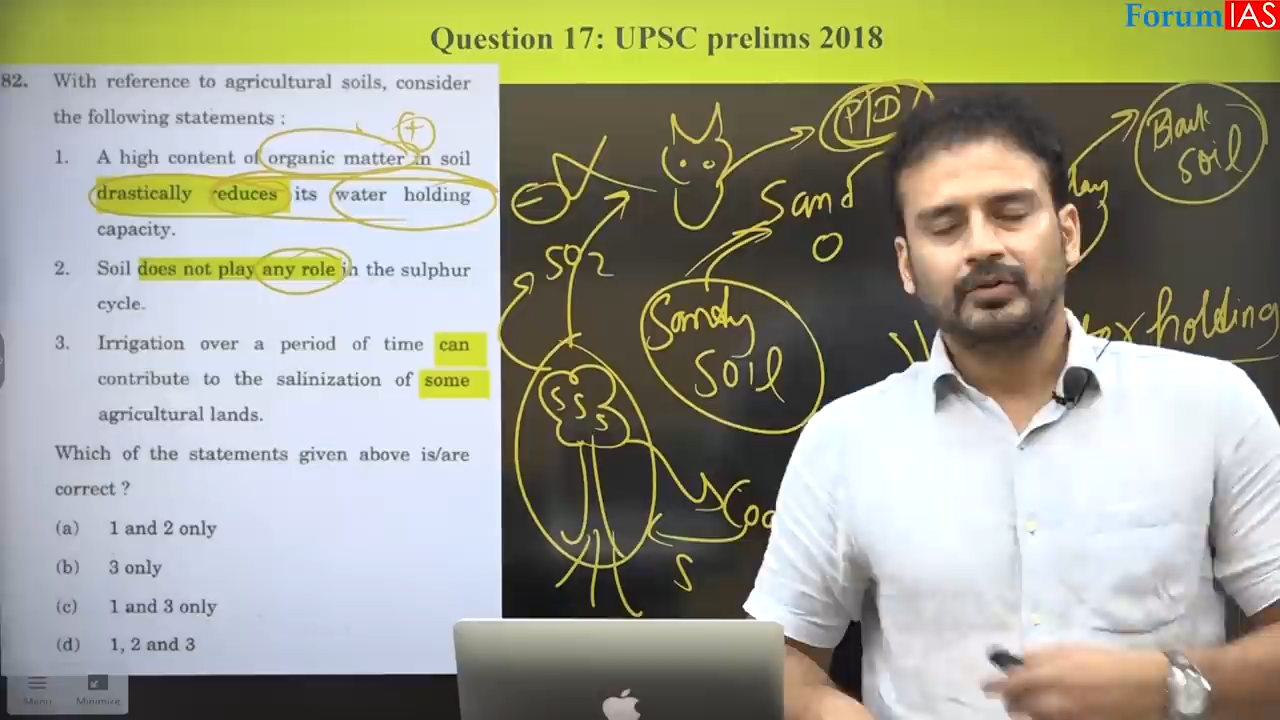 ForumIAS
Question 17: UPSC prelims 2018
82. With reference to agricultural soils, consider
the following statements :
1. A high content of organic matter in soil
drastically reduces its water holding
capacity.
2. Soil does not play any role in the sulphur
cycle.
3. Irrigation over a period of time can
contribute to the salinization of some
agricultural lands.
Which of the statements given above is/are
correct ?
(a) 1 and 2 only
(b) 3 only
(c) 1 and 3 only
(d) 1, 2 and 3
Menu Minimize
+
P/D
Sand
SO2
Sandy
Soil
S S S
S
soil
holding